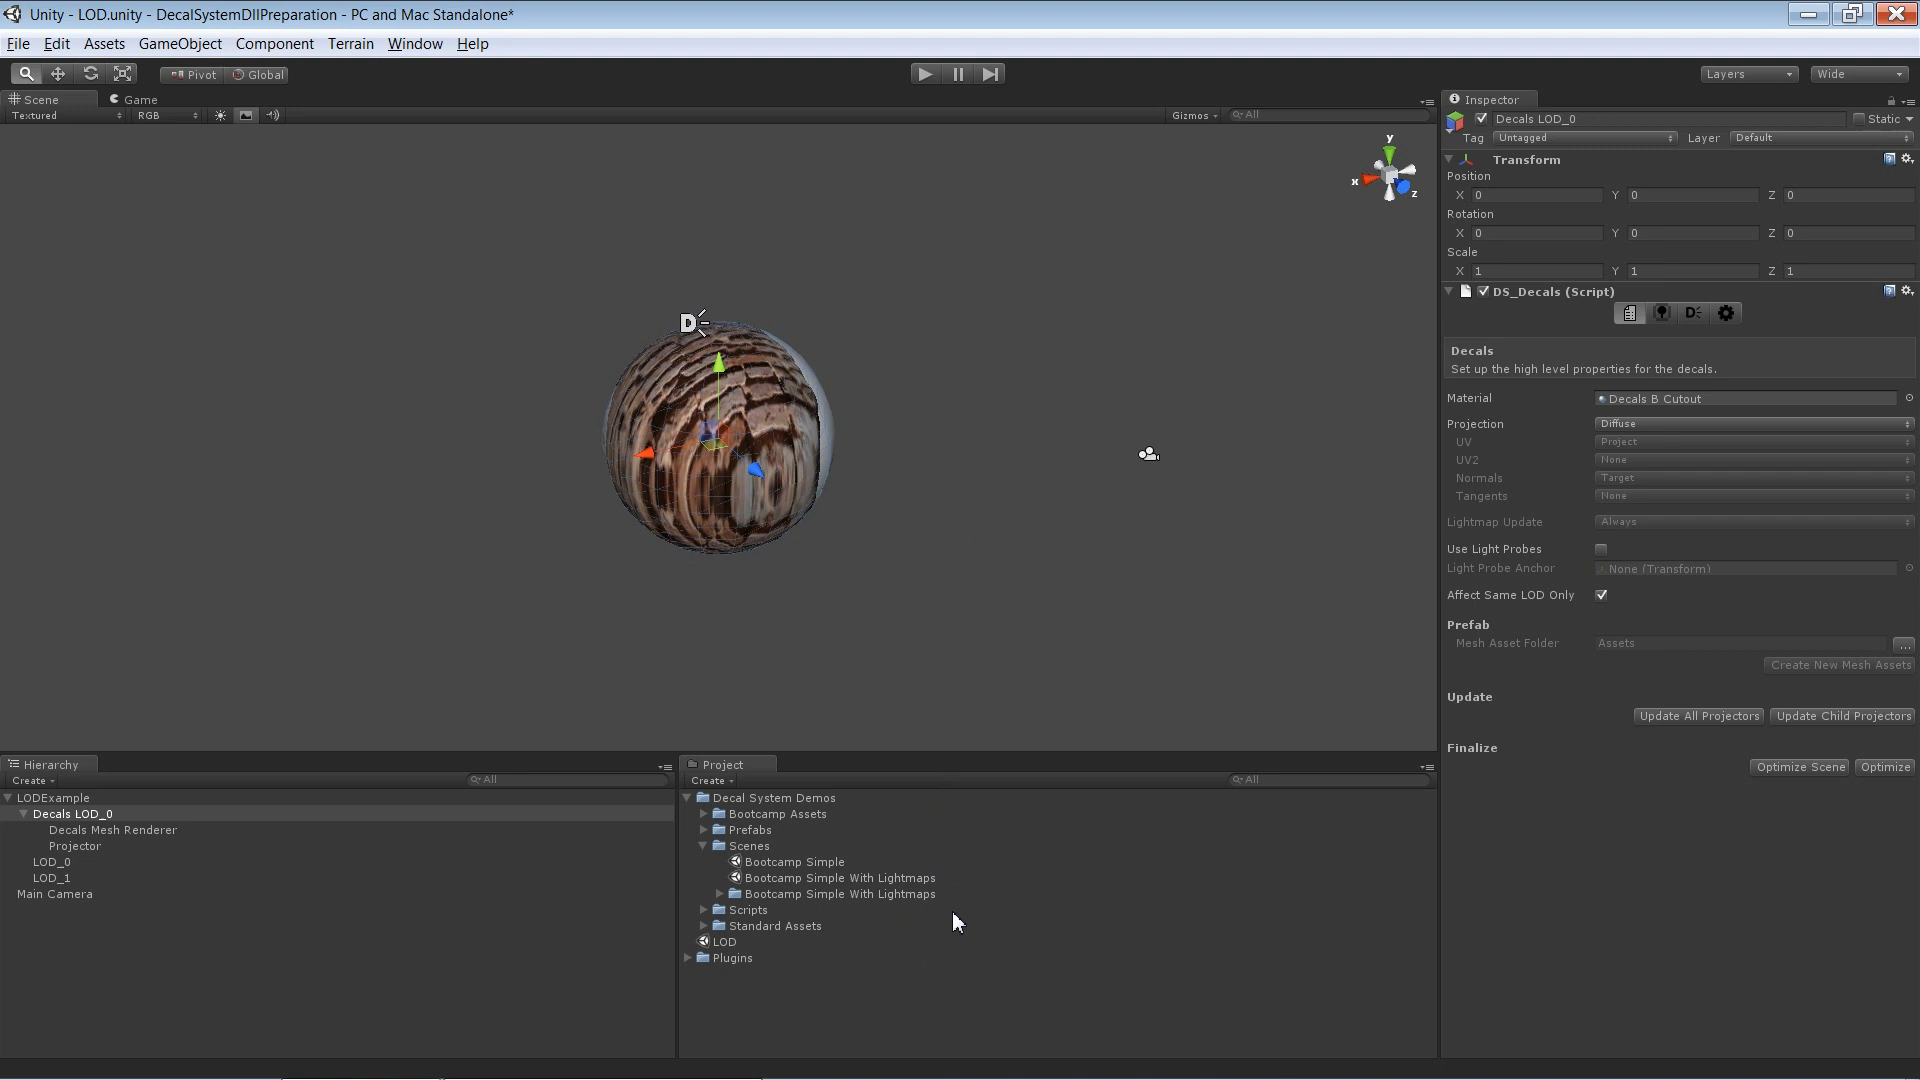 Unity - LOD.unity - DecalSystemDllPreparation - PC and Mac Standalone*
File Edit Assets GameObject Component Terrain Window Help
Pivot Global Layers Wide
Scene Game
Textured RGB Gizmos All
y
x
z
D
Inspector
Decals LOD_0 Static
Tag Untagged Layer Default
Transform
Position
X 0 Y 0 Z 0
Rotation
X 0 Y 0 Z 0
Scale
X 1 Y 1 Z 1
DS_Decals (Script)
D
Decals
Set up the high level properties for the decals.
Material Decals B Cutout
Projection Diffuse
UV Project
UV2 None
Normals Target
Tangents None
Lightmap Update Always
Use Light Probes
Light Probe Anchor None (Transform)
Affect Same LOD Only
Prefab
Mesh Asset Folder Assets ...
Create New Mesh Assets
Update
Update All Projectors Update Child Projectors
Finalize
Optimize Scene Optimize
Hierarchy
Create All
LODExample
Decals LOD_0
Decals Mesh Renderer
Projector
LOD_0
LOD_1
Main Camera
Project
Create All
Decal System Demos
Bootcamp Assets
Prefabs
Scenes
Bootcamp Simple
Bootcamp Simple With Lightmaps
Bootcamp Simple With Lightmaps
Scripts
Standard Assets
LOD
Plugins